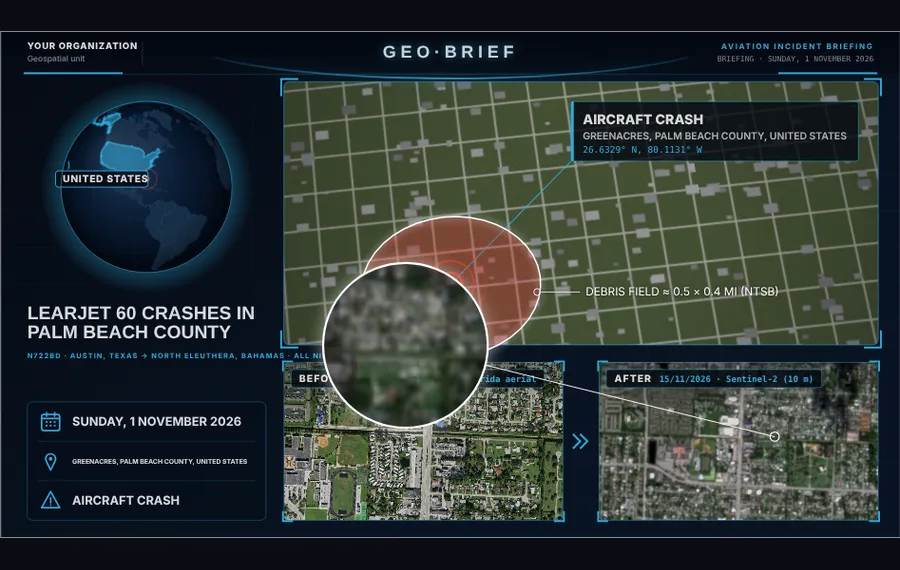 YOUR ORGANIZATION
Geospatial unit
GEO·BRIEF
AVIATION INCIDENT BRIEFING
BRIEFING · SUNDAY, 1 NOVEMBER 2026
UNITED STATES
AIRCRAFT CRASH
GREENACRES, PALM BEACH COUNTY, UNITED STATES
26.6329° N, 80.1131° W
DEBRIS FIELD ≈ 0.5 × 0.4 MI (NTSB)
LEARJET 60 CRASHES IN
PALM BEACH COUNTY
N722BD · AUSTIN, TEXAS → NORTH ELEUTHERA, BAHAMAS · ALL
SUNDAY, 1 NOVEMBER 2026
GREENACRES, PALM BEACH COUNTY, UNITED STATES
AIRCRAFT CRASH
aerial
AFTER 15/11/2026 · Sentinel-2 (10 m)